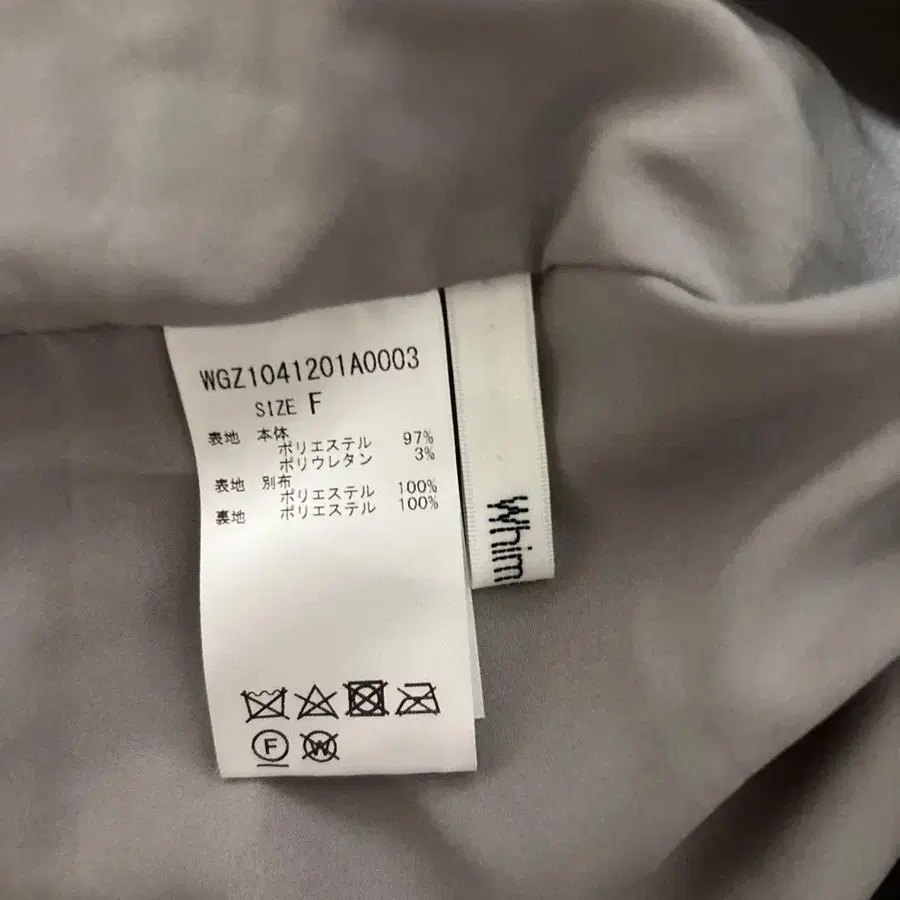 WGZ1041201A0003
SIZE F
表地 本体
ポリエステル 97%
ポリウレタン 3%
表地 別布
ポリエステル 100%
裏地 ポリエステル 100%
F
W
Whim